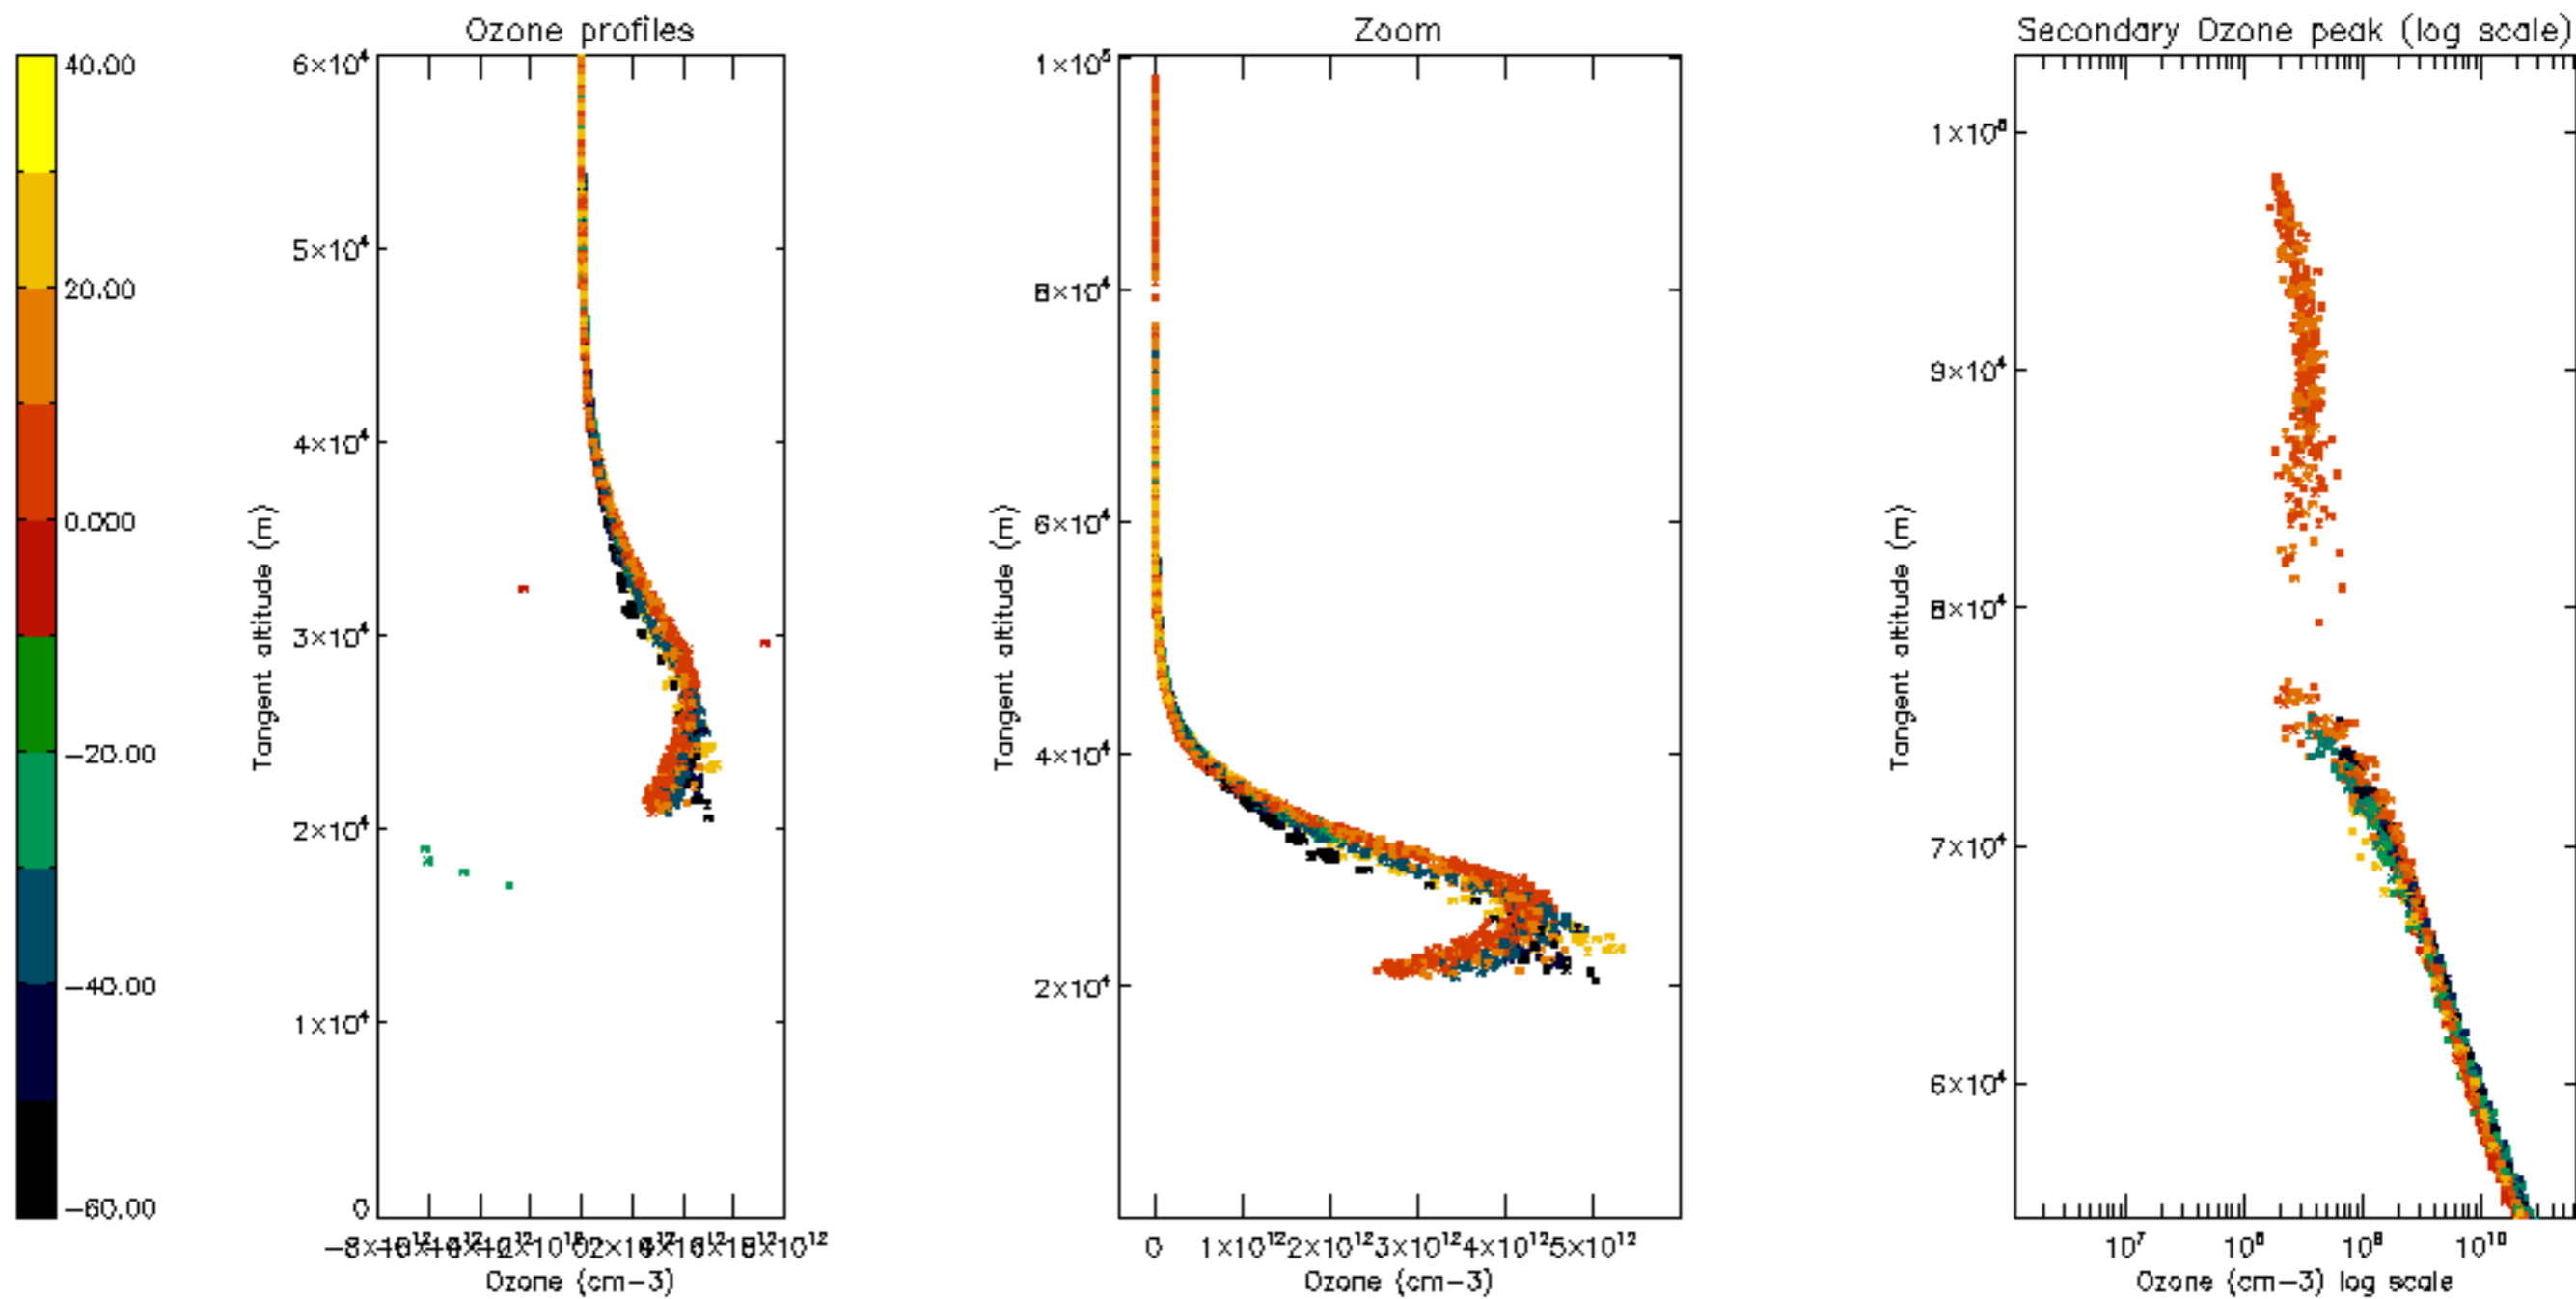 Ozone profiles
Zoom
Secondary Ozone peak (log scale)
40.00
20.00
0.000
−20.00
−40.00
−60.00
6×10⁴
5×10⁴
4×10⁴
3×10⁴
2×10⁴
1×10⁴
0
Tangent altitude (m)
Ozone (cm−3)
1×10⁵
8×10⁴
6×10⁴
4×10⁴
2×10⁴
Tangent altitude (m)
0 1×10¹² 2×10¹² 3×10¹² 4×10¹² 5×10¹²
Ozone (cm−3)
9×10⁴
8×10⁴
7×10⁴
6×10⁴
Tangent altitude (m)
10⁷ 10⁸ 10⁹ 10¹⁰
Ozone (cm−3) log scale